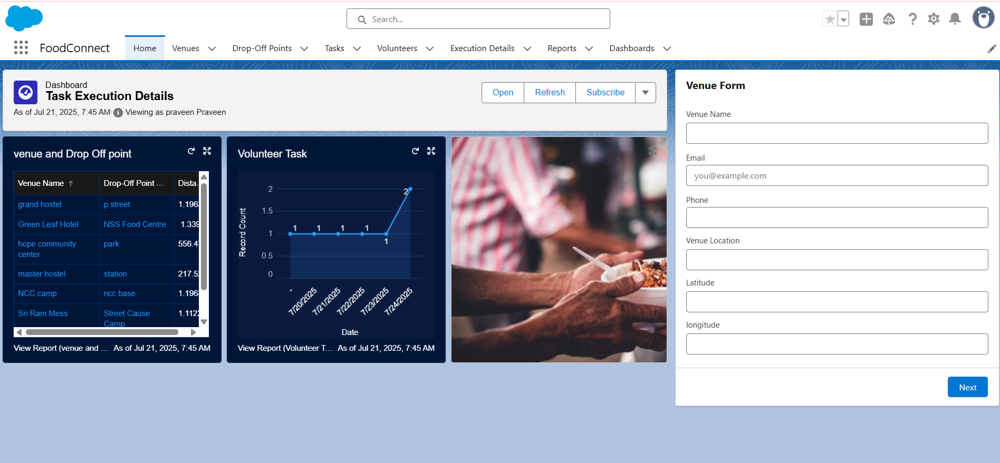 Search...
FoodConnect
Home
Venues
Drop-Off Points
Tasks
Volunteers
Execution Details
Reports
Dashboards
Dashboard
Task Execution Details
As of Jul 21, 2025, 7:45 AM·Viewing as praveen Praveen
Open
Refresh
Subscribe
venue and Drop Off point
Venue Name ↑ Drop-Off Point ... Dista.
grand hostel p street 1.196
Green Leaf Hotel NSS Food Centre 1.339
hope community park 556.4
center
master hostel station 217.5
NCC camp ncc base 1.196
Sri Ram Mess Street Cause 1.112
Camp
View Report (venue and ... As of Jul 21, 2025, 7:45 AM
Volunteer Task
Record Count
2
1.5
1
0.5
0
1
1
1
1
1
2
-
7/20/2025
7/21/2025
7/22/2025
7/23/2025
7/24/2025
Date
View Report (Volunteer T... As of Jul 21, 2025, 7:45 AM
Venue Form
Venue Name
Email
you@example.com
Phone
Venue Location
Latitude
longitude
Next